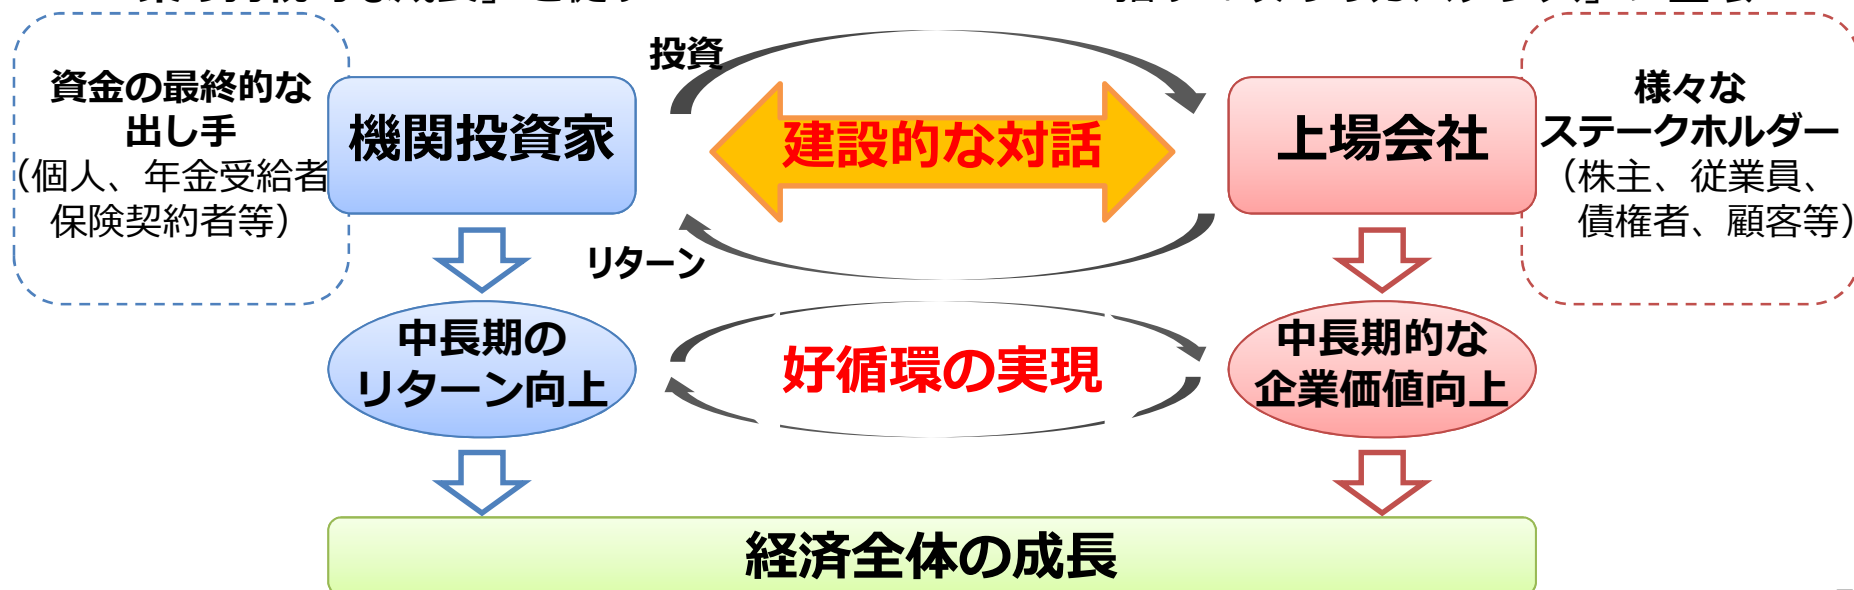 投資
資金の最終的な
出し手
（個人、年金受給者
保険契約者等）
機関投資家
建設的な対話
上場会社
様々な
ステークホルダー
（株主、従業員、
債権者、顧客等）
リターン
中長期の
リターン向上
好循環の実現
中長期的な
企業価値向上
経済全体の成長